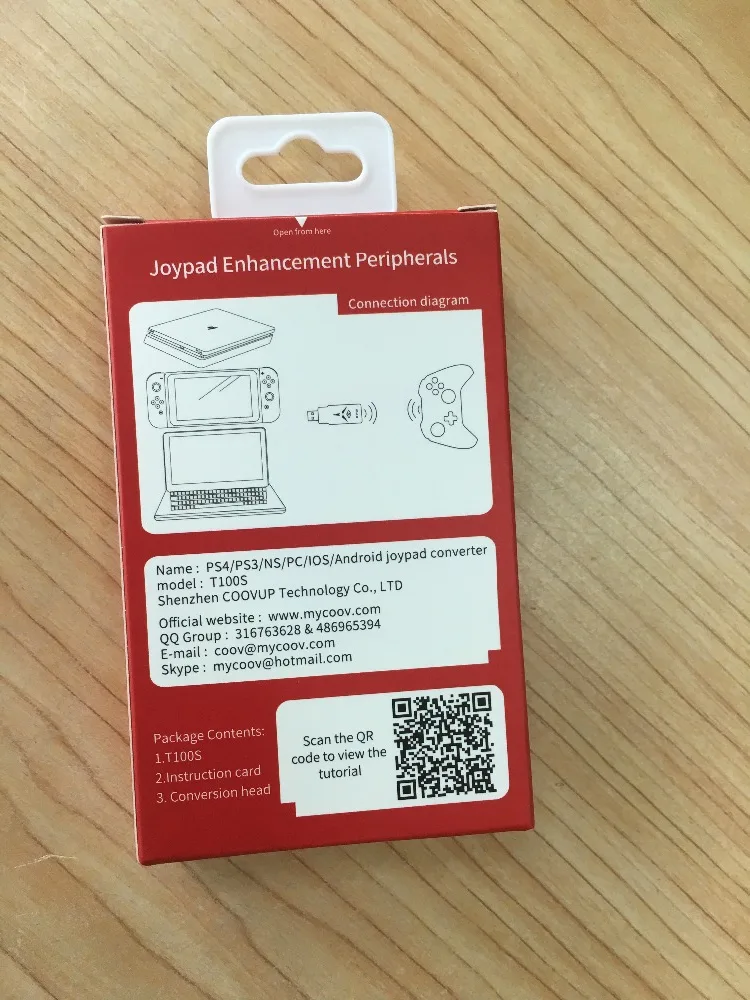 Open from here
Joypad Enhancement Peripherals
Connection diagram
Name : PS4/PS3/NS/PC/IOS/Android joypad converter
model : T100S
Shenzhen COOVUP Technology Co., LTD
Official website : www.mycoov.com
QQ Group : 316763628 & 486965394
E-mail : coov@mycoov.com
Skype : mycoov@hotmail.com
Package Contents:
1.T100S
2.Instruction card
3. Conversion head
Scan the QR
code to view the
tutorial